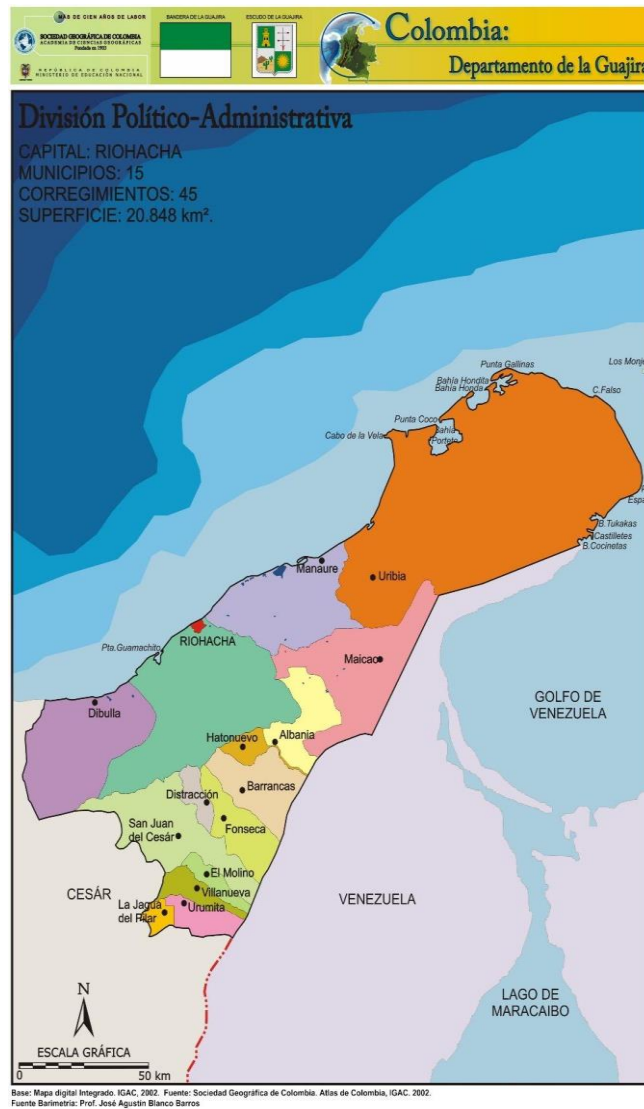 MAS DE CIEN AÑOS DE LABOR
SOCIEDAD GEOGRÁFICA DE COLOMBIA
ACADEMIA DE CIENCIAS GEOGRÁFICAS
Fundada en 1903
REPÚBLICA DE COLOMBIA
MINISTERIO DE EDUCACIÓN NACIONAL
BANDERA DE LA GUAJIRA
ESCUDO DE LA GUAJIRA
Colombia:
Departamento de la Guajira
División Político-Administrativa
CAPITAL: RIOHACHA
MUNICIPIOS: 15
CORREGIMIENTOS: 45
SUPERFICIE: 20.848 km².
Punta Gallinas
Los Monje
Bahía Hondita
Bahía Honda
C.Falso
Punta Coco
Bahía
Portete
Cabo de la Vela
Espa
B.Tukakas
Castilletes
B.Cocinetas
Manaure
Uribia
RIOHACHA
Pta.Guamachito
Maicao
Dibulla
GOLFO DE
VENEZUELA
Hatonuevo
Albania
Distracción
Barrancas
San Juan
del Cesár
Fonseca
El Molino
CESÁR
Villanueva
VENEZUELA
La Jagua
del Pilar
Urumita
LAGO DE
MARACAIBO
N
ESCALA GRÁFICA
0 50 km
Base: Mapa digital Integrado. IGAC, 2002. Fuente: Sociedad Geográfica de Colombia. Atlas de Colombia, IGAC. 2002.
Fuente Barimetria: Prof. José Agustin Blanco Barros